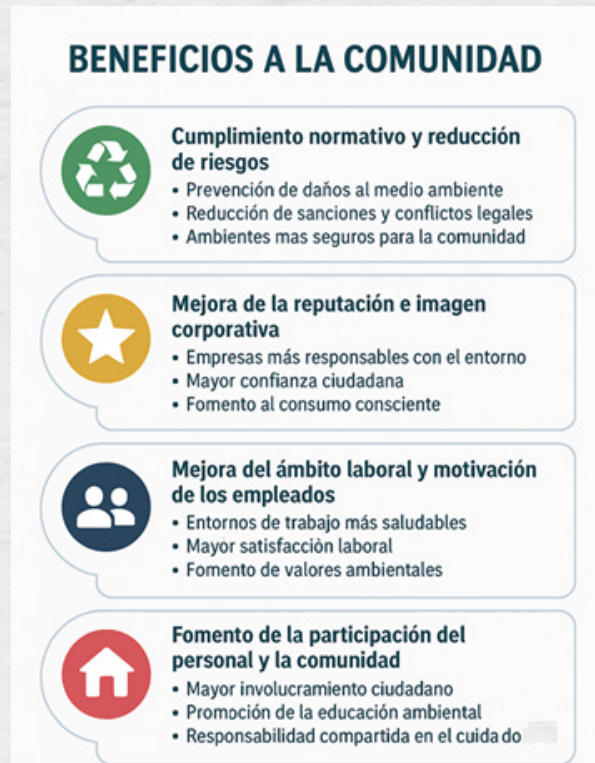 BENEFICIOS A LA COMUNIDAD
Cumplimiento normativo y reducción
de riesgos
• Prevención de daños al medio ambiente
• Reducción de sanciones y conflictos legales
• Ambientes mas seguros para la comunidad
Mejora de la reputación e imagen
corporativa
• Empresas más responsables con el entorno
• Mayor confianza ciudadana
• Fomento al consumo consciente
Mejora del ámbito laboral y motivación
de los empleados
• Entornos de trabajo más saludables
• Mayor satisfacción laboral
• Fomento de valores ambientales
Fomento de la participación del
personal y la comunidad
• Mayor involucramiento ciudadano
• Promoción de la educación ambiental
• Responsabilidad compartida en el cuidado